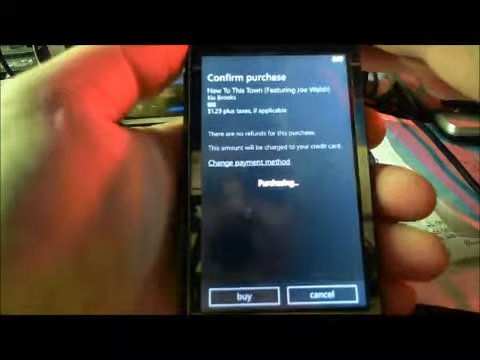 Confirm purchase
New To This Town (Featuring Joe Walsh)
Kix Brooks
$1.29 plus taxes, if applicable
There are no refunds for this purchase.
This amount will be charged to your credit card.
Change payment method
Purchasing...
buy
cancel